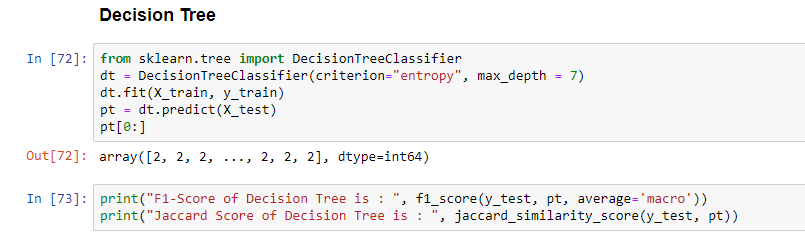 Decision Tree
In [72]: from sklearn.tree import DecisionTreeClassifier
dt = DecisionTreeClassifier(criterion="entropy", max_depth = 7)
dt.fit(X_train, y_train)
pt = dt.predict(X_test)
pt[0:]
Out[72]: array([2, 2, 2, ..., 2, 2, 2], dtype=int64)
In [73]: print("F1-Score of Decision Tree is : ", f1_score(y_test, pt, average='macro'))
print("Jaccard Score of Decision Tree is : ", jaccard_similarity_score(y_test, pt))